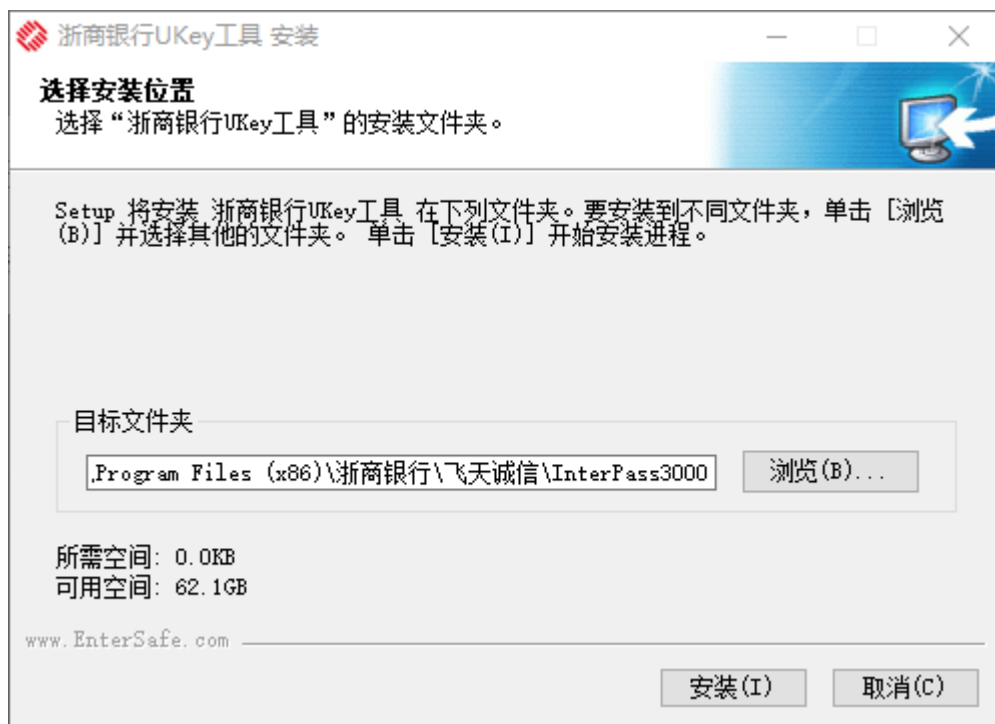 浙商银行UKey工具 安装
选择安装位置
选择“浙商银行UKey工具”的安装文件夹。
Setup 将安装 浙商银行UKey工具 在下列文件夹。要安装到不同文件夹，单击 [浏览
(B)] 并选择其他的文件夹。 单击 [安装(I)] 开始安装进程。
目标文件夹
Program Files (x86)\浙商银行\飞天诚信\InterPass3000
浏览(B)...
所需空间: 0.0KB
可用空间: 62.1GB
www.EnterSafe.com
安装(I)
取消(C)